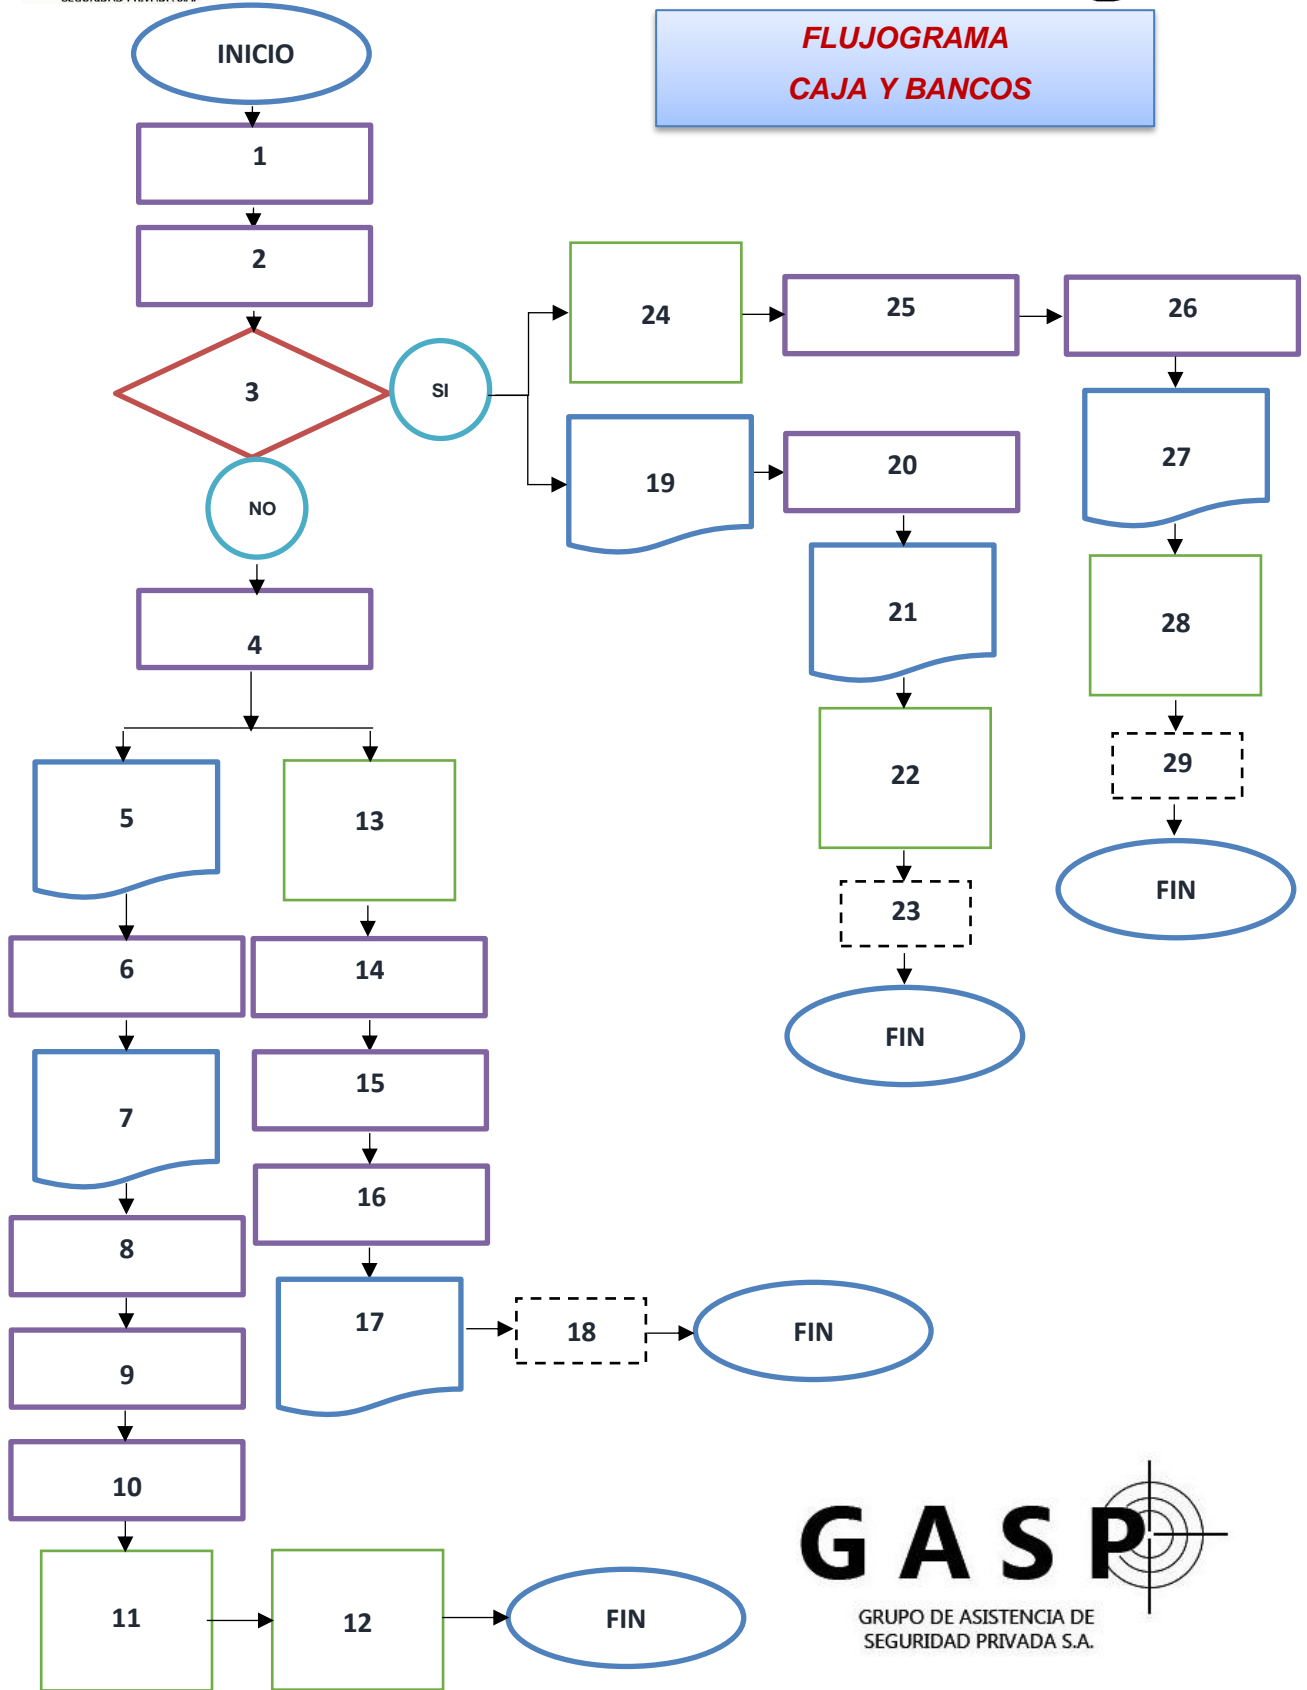 INICIO
FLUJOGRAMA
CAJA Y BANCOS
1
2
3
SI
NO
24
25
26
19
20
27
21
28
22
29
23
FIN
FIN
4
5
13
6
14
7
15
8
16
9
17
18
FIN
10
11
12
FIN
GASP
GRUPO DE ASISTENCIA DE
SEGURIDAD PRIVADA S.A.